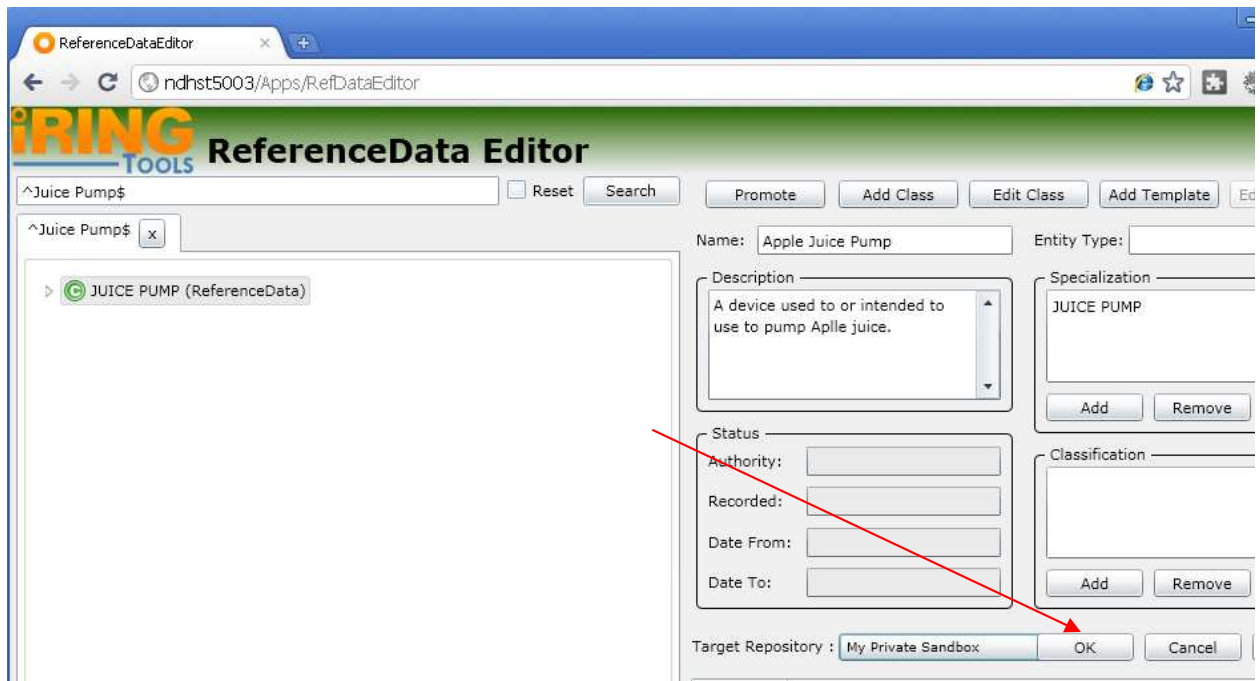 ReferenceDataEditor
ndhst5003/Apps/RefDataEditor
iRING TOOLS ReferenceData Editor
^Juice Pump$ Reset Search
Promote Add Class Edit Class Add Template Ed
^Juice Pump$ x
JUICE PUMP (ReferenceData)
Name: Apple Juice Pump Entity Type:
Description
A device used to or intended to
use to pump Aplle juice.
Specialization
JUICE PUMP
Add Remove
Status
Authority:
Recorded:
Date From:
Date To:
Classification
Add Remove
Target Repository : My Private Sandbox OK Cancel